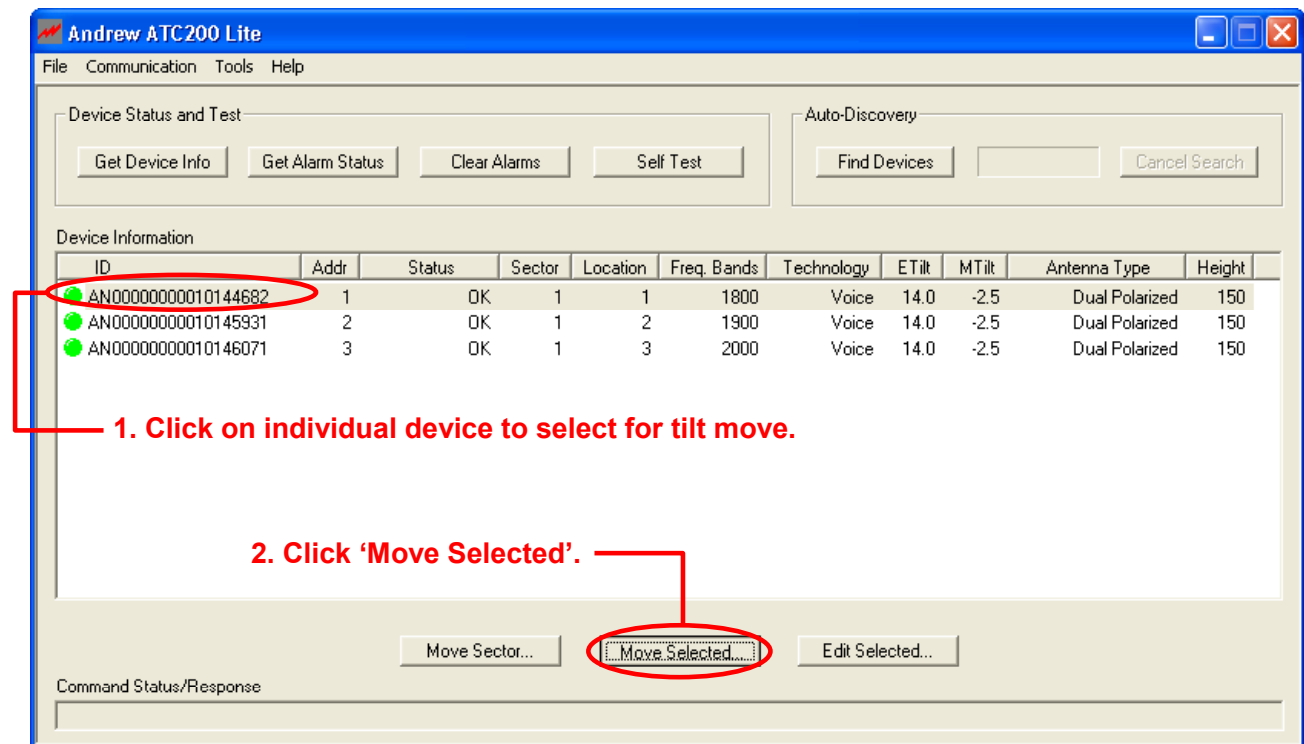 Andrew ATC200 Lite
File Communication Tools Help
Device Status and Test
Auto-Discovery
Get Device Info Get Alarm Status Clear Alarms Self Test Find Devices Cancel Search
Device Information
ID Addr Status Sector Location Freq. Bands Technology ETilt MTilt Antenna Type Height
AN00000000010144682 1 OK 1 1 1800 Voice 14.0 -2.5 Dual Polarized 150
AN00000000010145931 2 OK 1 2 1900 Voice 14.0 -2.5 Dual Polarized 150
AN00000000010146071 3 OK 1 3 2000 Voice 14.0 -2.5 Dual Polarized 150
1. Click on individual device to select for tilt move.
2. Click ‘Move Selected’.
Move Sector... Move Selected... Edit Selected...
Command Status/Response